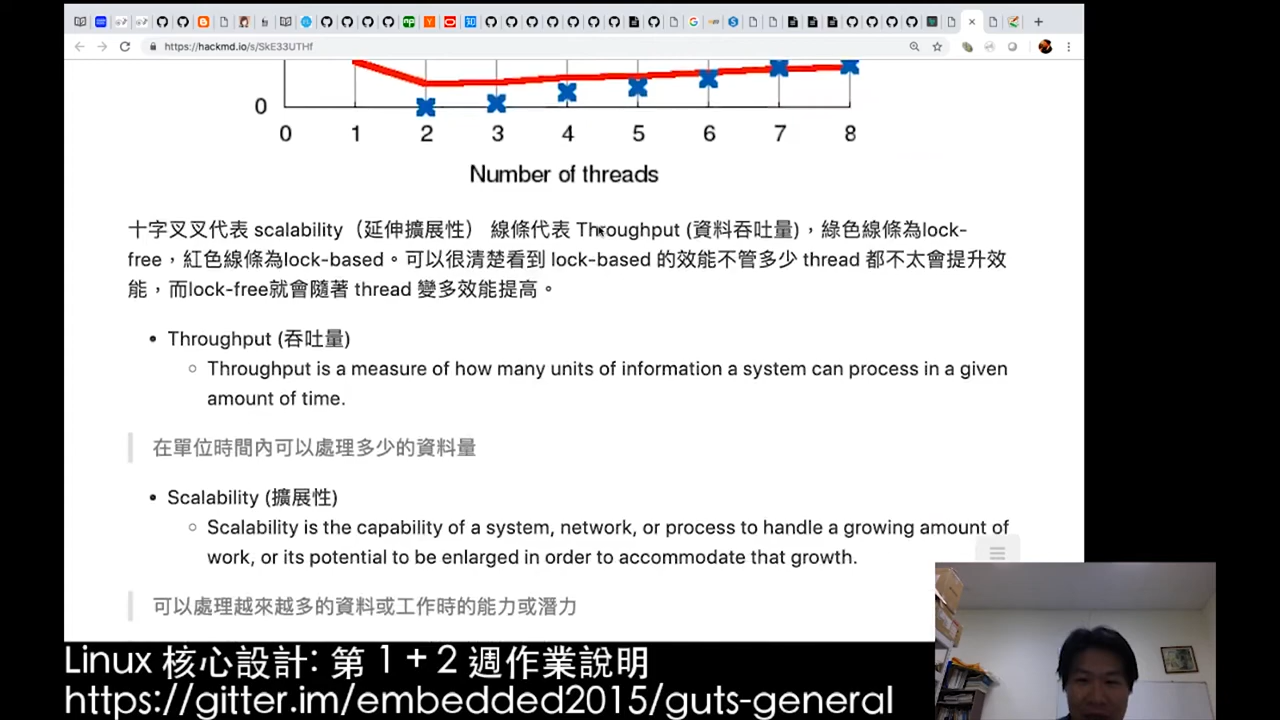 https://hackmd.io/s/SkE33UTHf
0
0 1 2 3 4 5 6 7 8
Number of threads
十字叉叉代表 scalability（延伸擴展性） 線條代表 Throughput (資料吞吐量)，綠色線條為lock-
free，紅色線條為lock-based。可以很清楚看到 lock-based 的效能不管多少 thread 都不太會提升效
能，而lock-free就會隨著 thread 變多效能提高。
Throughput (吞吐量)
Throughput is a measure of how many units of information a system can process in a given
amount of time.
在單位時間內可以處理多少的資料量
Scalability (擴展性)
Scalability is the capability of a system, network, or process to handle a growing amount of
work, or its potential to be enlarged in order to accommodate that growth.
可以處理越來越多的資料或工作時的能力或潛力
Linux 核心設計: 第 1 + 2 週作業說明
https://gitter.im/embedded2015/guts-general